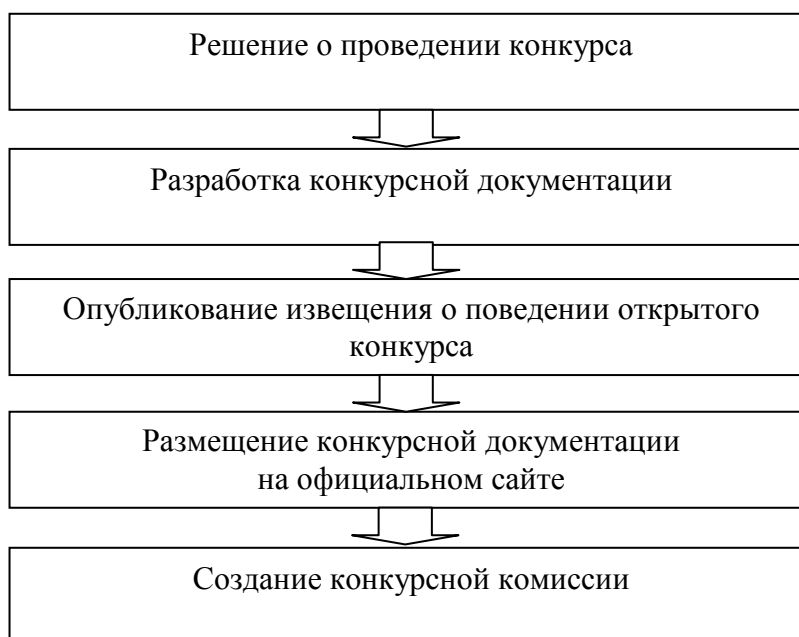 Решение о проведении конкурса
Разработка конкурсной документации
Опубликование извещения о поведении открытого
конкурса
Размещение конкурсной документации
на официальном сайте
Создание конкурсной комиссии